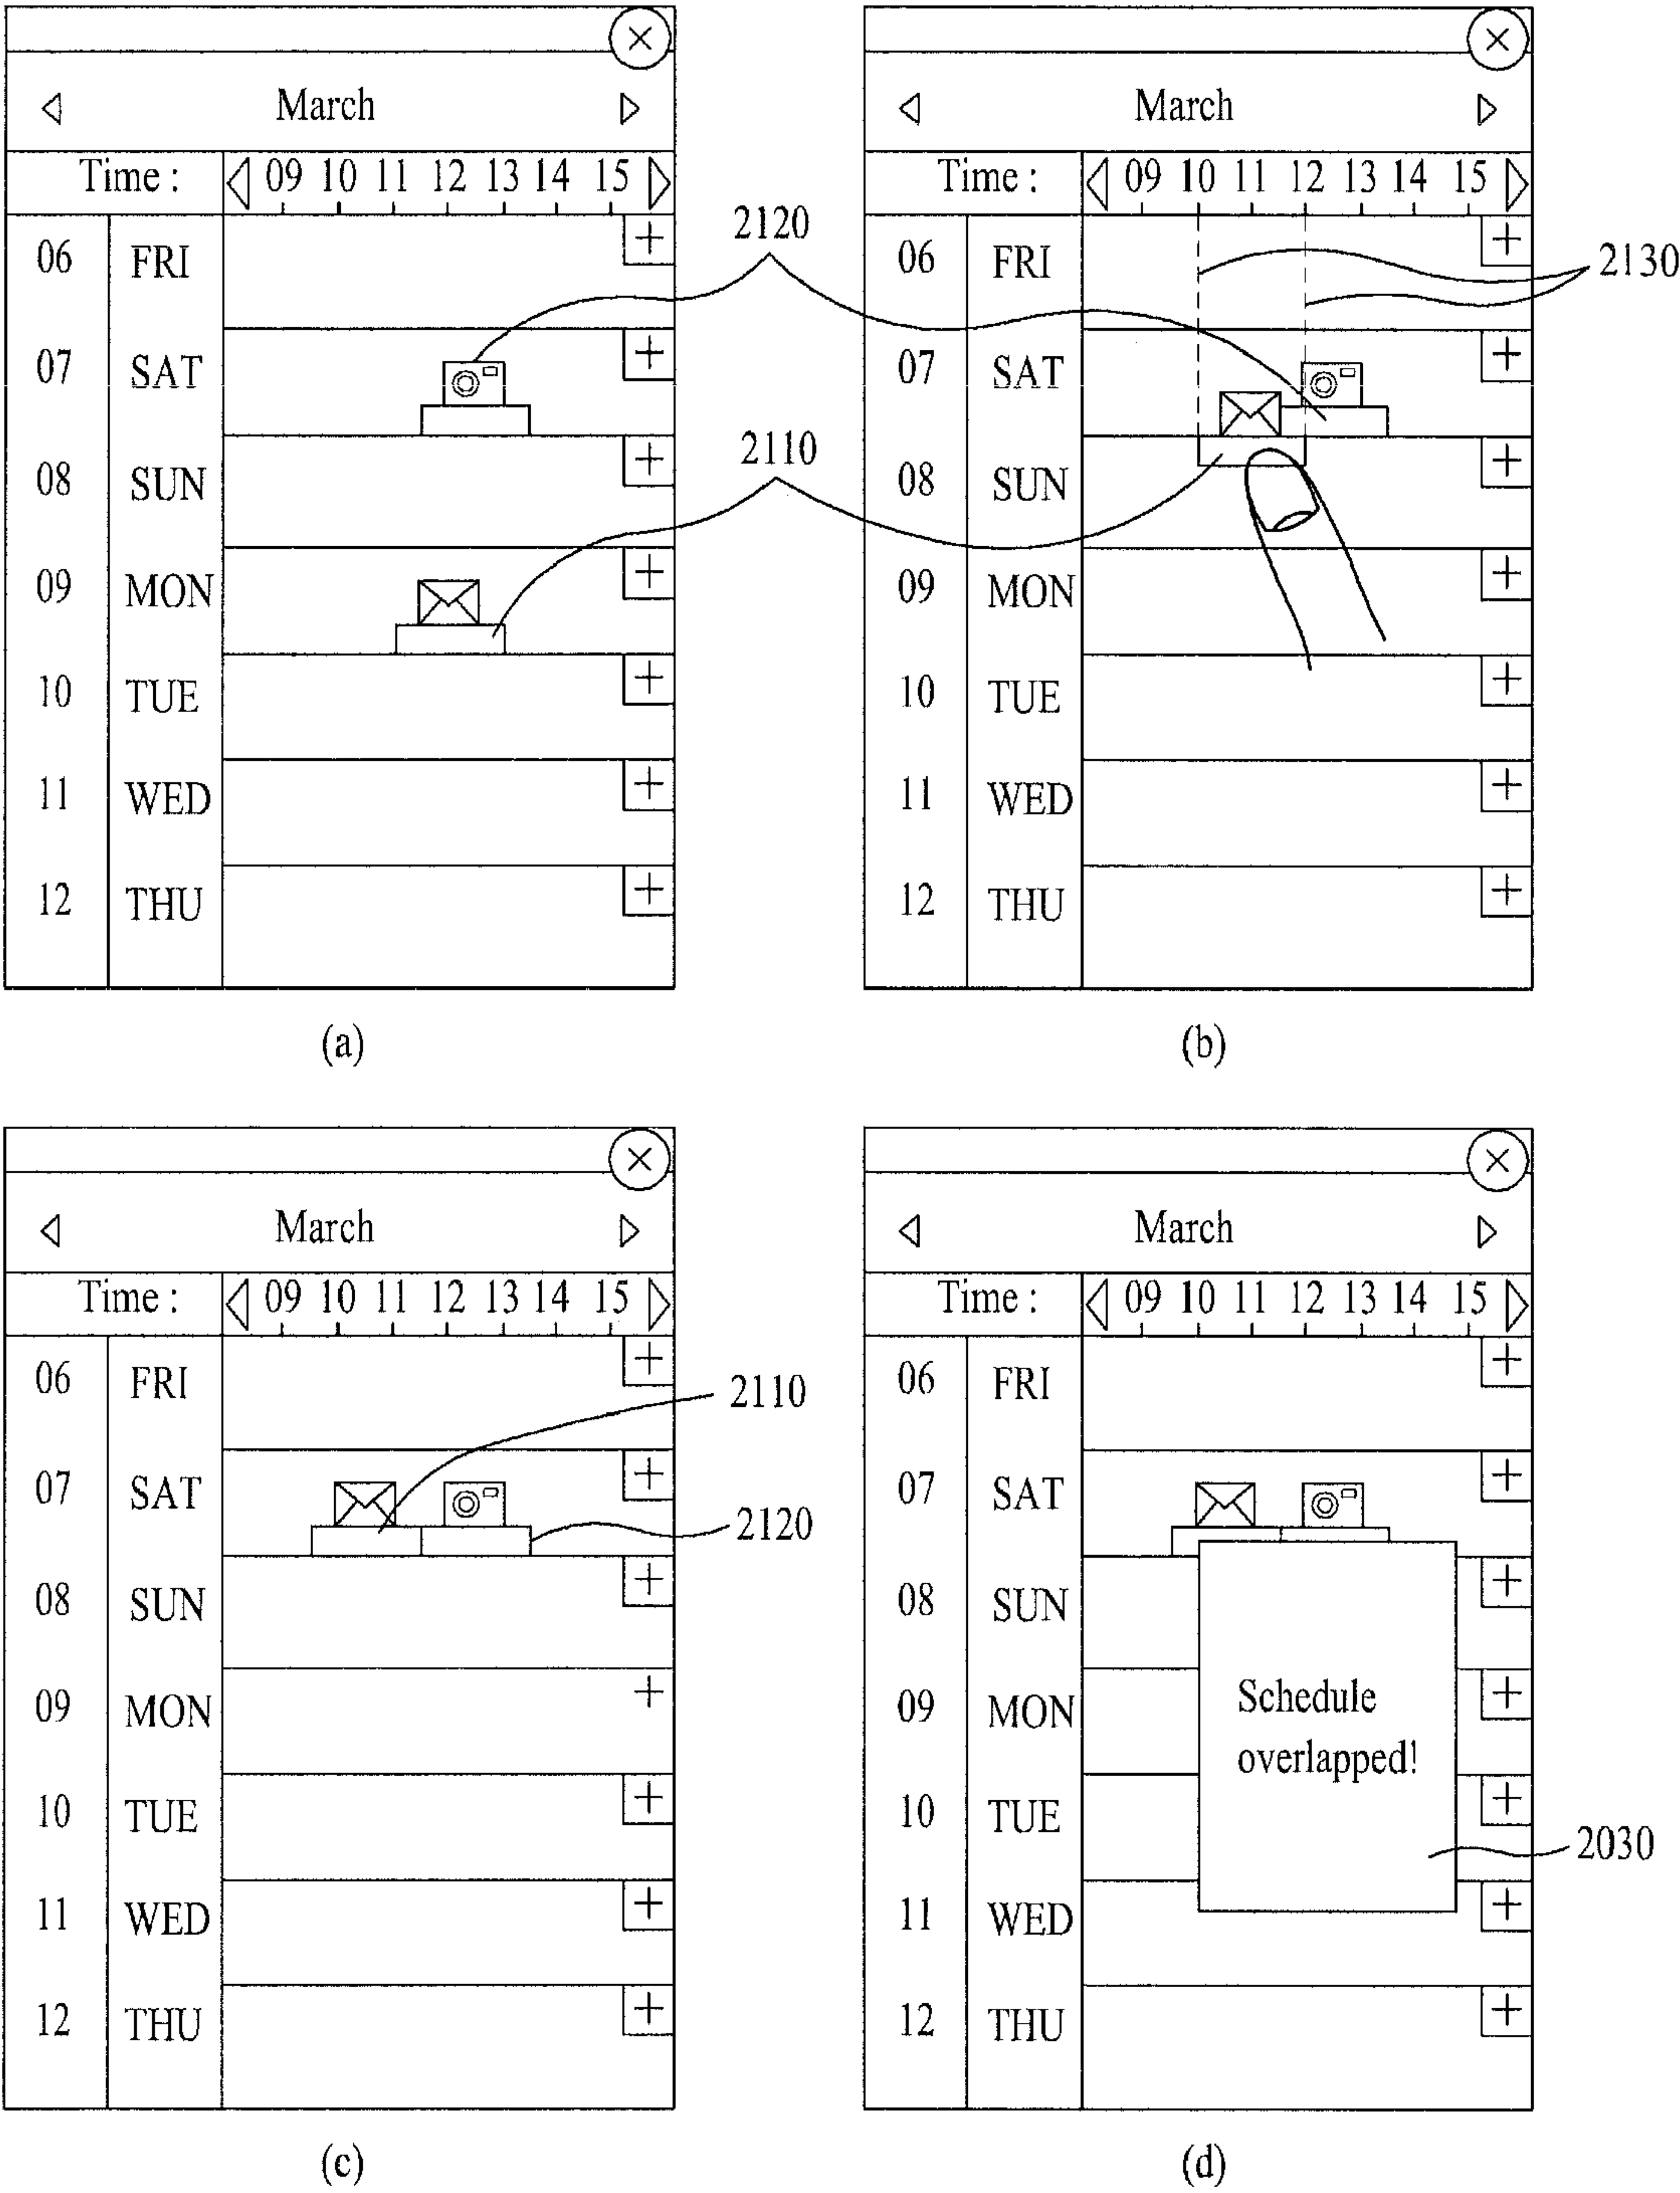 March
Time : 09 10 11 12 13 14 15
06 FRI
07 SAT
08 SUN
09 MON
10 TUE
11 WED
12 THU
(a)
2120
2110
March
Time : 09 10 11 12 13 14 15
06 FRI
07 SAT
08 SUN
09 MON
10 TUE
11 WED
12 THU
2130
(b)
March
Time : 09 10 11 12 13 14 15
06 FRI
07 SAT
08 SUN
09 MON
10 TUE
11 WED
12 THU
2110
2120
(c)
March
Time : 09 10 11 12 13 14 15
06 FRI
07 SAT
08 SUN
09 MON
10 TUE
11 WED
12 THU
Schedule
overlapped!
2030
(d)